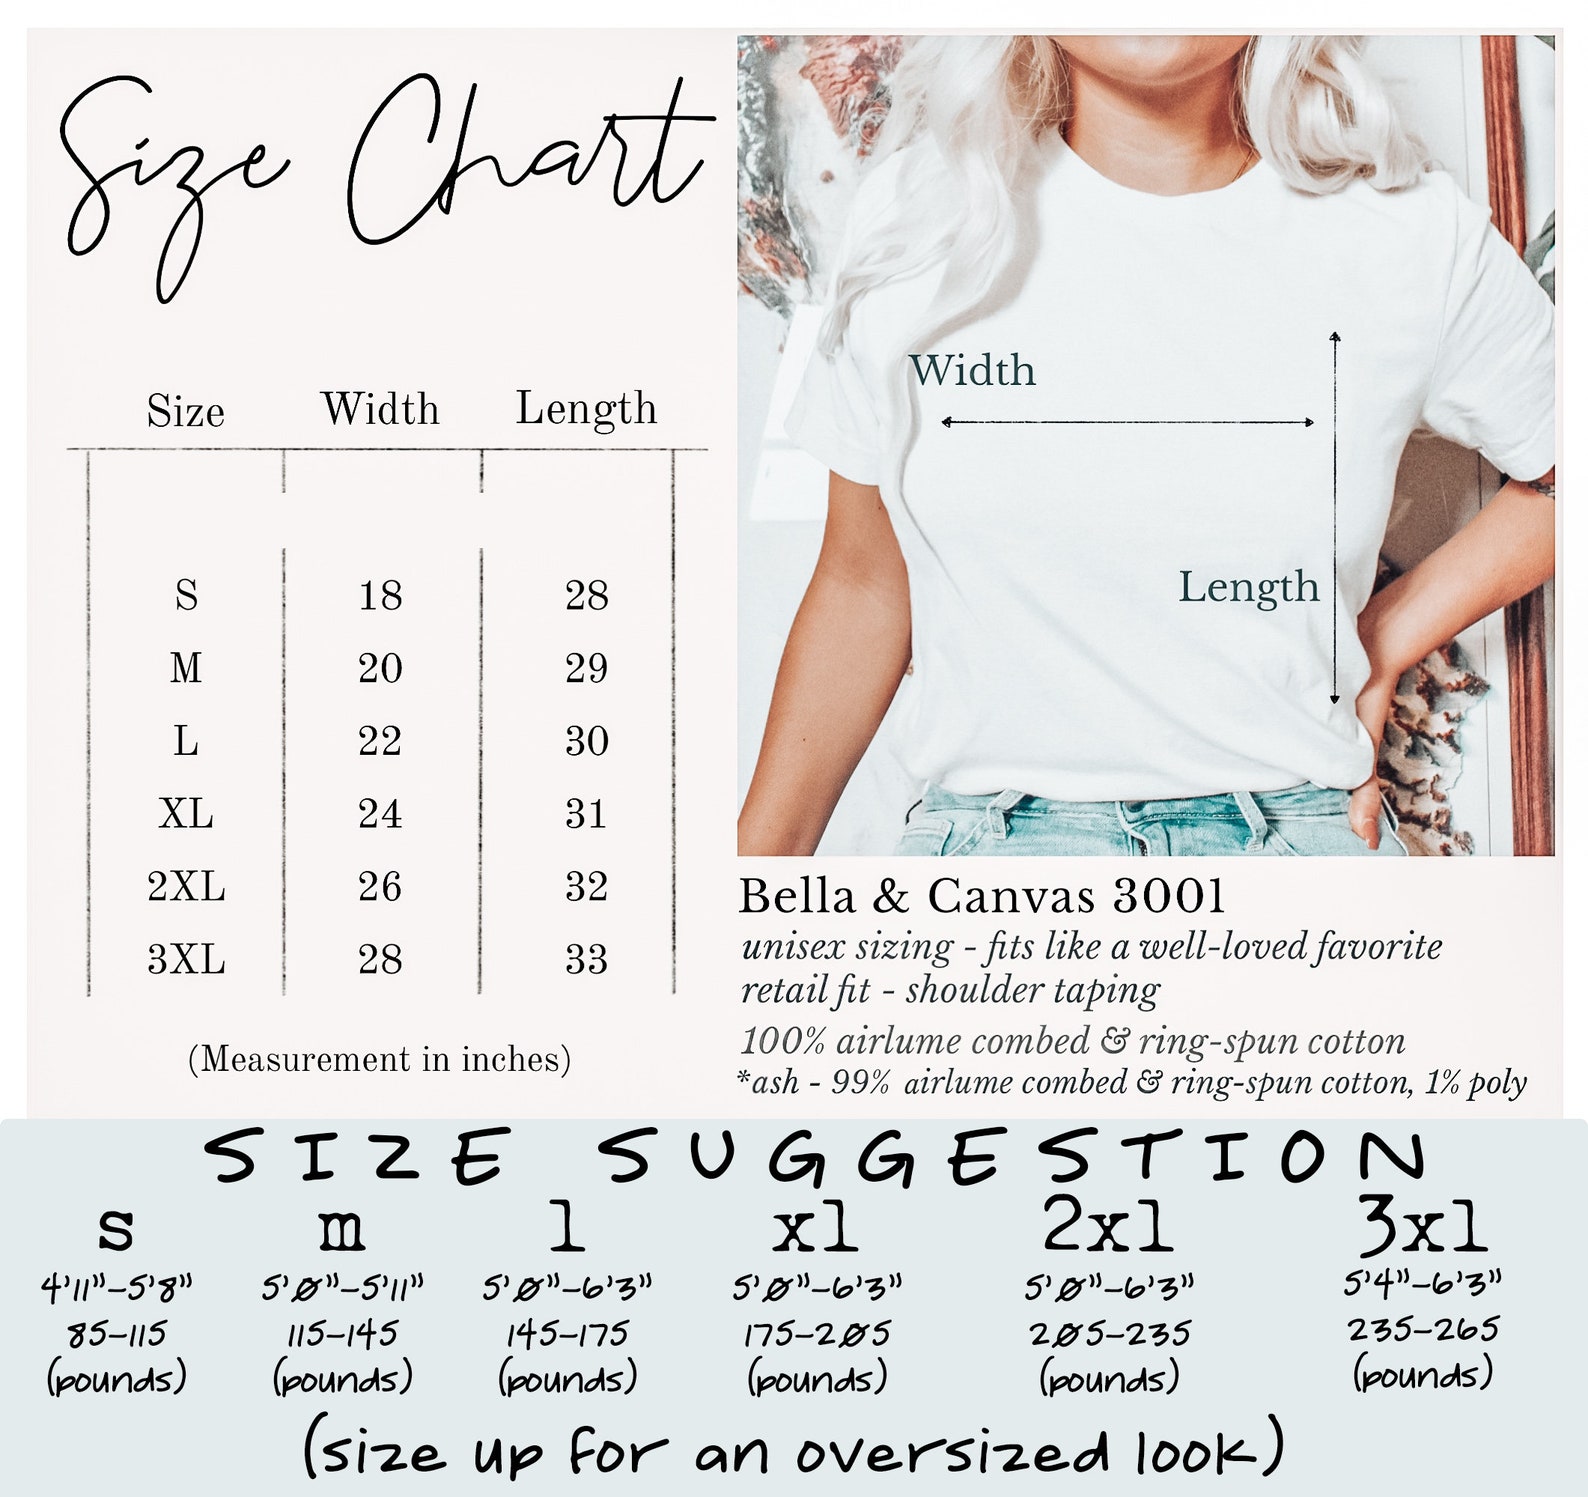 Size Chart
Size Width Length
S 18 28
M 20 29
L 22 30
XL 24 31
2XL 26 32
3XL 28 33
(Measurement in inches)
Width
Length
Bella & Canvas 3001
unisex sizing - fits like a well-loved favorite
retail fit - shoulder taping
100% airlume combed & ring-spun cotton
*ash - 99% airlume combed & ring-spun cotton, 1% poly
SIZE SUGGESTION
s m l xl 2xl 3xl
4'11"-5'8" 5'0"-5'11" 5'0"-6'3" 5'0"-6'3" 5'0"-6'3" 5'4"-6'3"
85-115 115-145 145-175 175-205 205-235 235-265
(pounds) (pounds) (pounds) (pounds) (pounds) (pounds)
(size up for an oversized look)